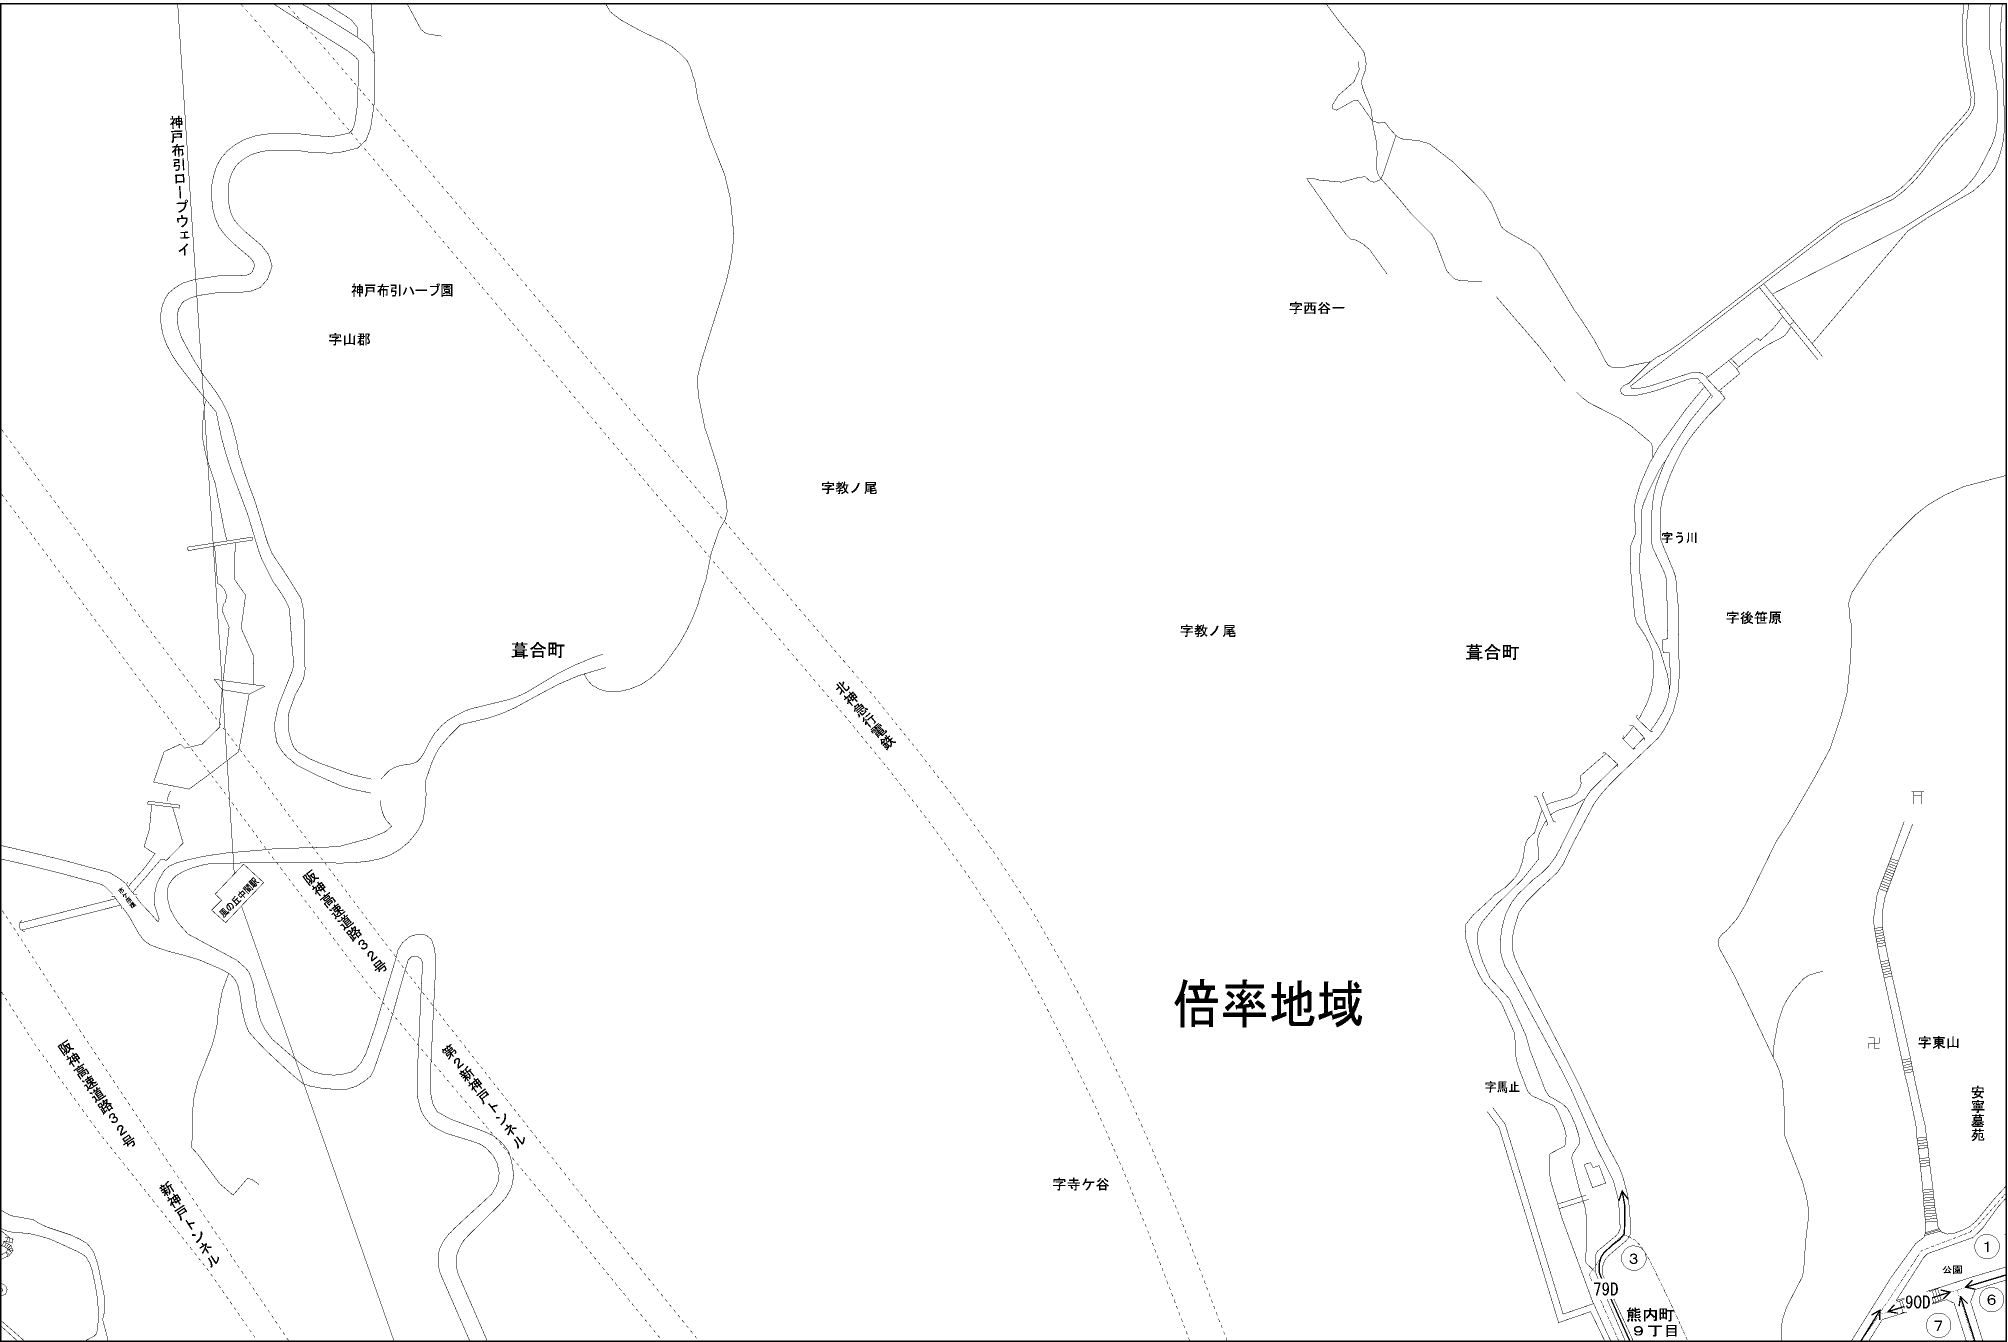 神戸布引ロープウェイ
神戸布引ハーブ園
字山郡
字西谷一
字教ノ尾
字う川
字後笹原
字教ノ尾
葺合町
葺合町
北神急行電鉄
風の丘中間駅
阪神高速道路32号
倍率地域
阪神高速道路32号
第2新神戸トンネル
字東山
字馬止
安寧墓苑
字寺ケ谷
新神戸トンネル
1
3
公園
79D
90D
6
熊内町
9丁目
7